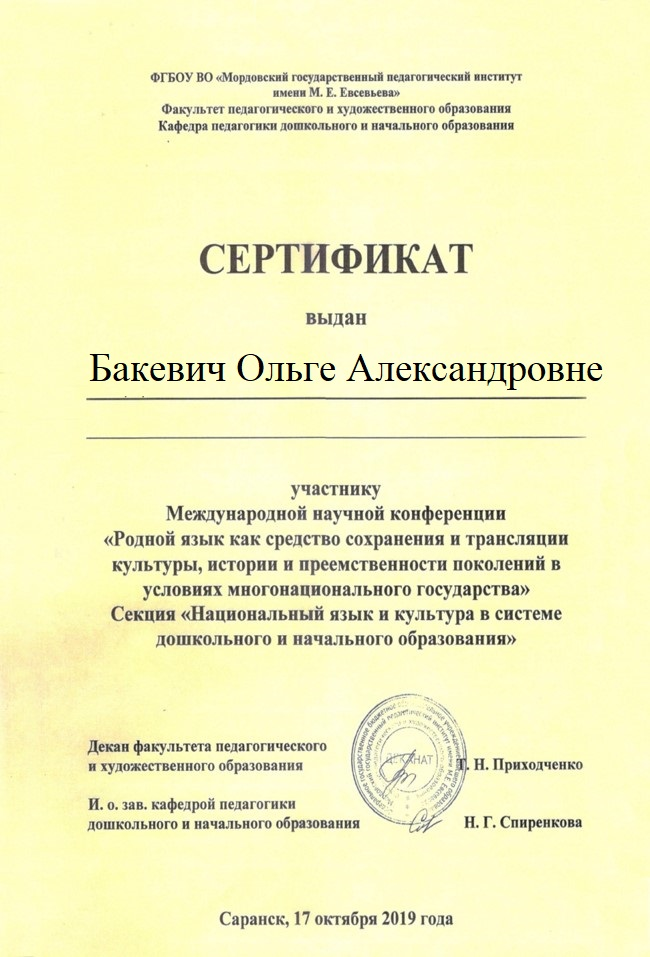 ФГБОУ ВО «Мордовский государственный педагогический институт
имени М. Е. Евсевьева»
Факультет педагогического и художественного образования
Кафедра педагогики дошкольного и начального образования
СЕРТИФИКАТ
выдан
Бакевич Ольге Александровне
участнику
Международной научной конференции
«Родной язык как средство сохранения и трансляции
культуры, истории и преемственности поколений в
условиях многонационального государства»
Секция «Национальный язык и культура в системе
дошкольного и начального образования»
Декан факультета педагогического
и художественного образования Т. Н. Приходченко
ДЕКАНАТ
И. о. зав. кафедрой педагогики
дошкольного и начального образования Н. Г. Спиренкова
Саранск, 17 октября 2019 года